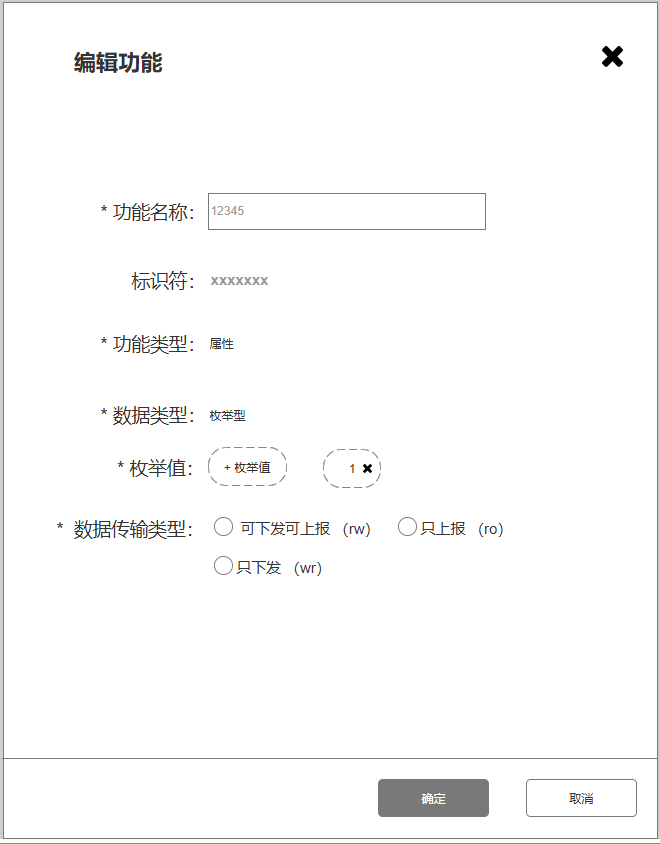 编辑功能
* 功能名称： 12345
标识符： xxxxxxx
* 功能类型： 属性
* 数据类型： 枚举型
* 枚举值： + 枚举值 1
* 数据传输类型： 可下发可上报 （rw） 只上报 （ro）
只下发 （wr）
确定 取消